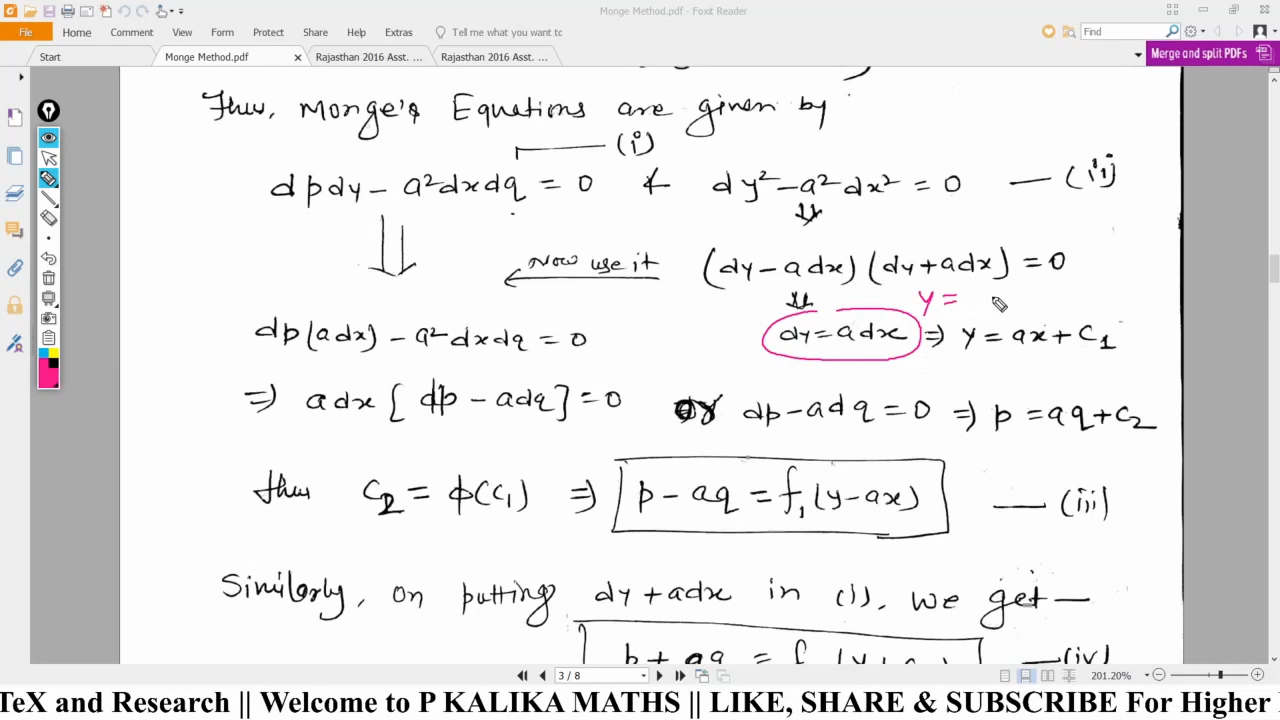 Monge Method.pdf - Foxit Reader
File Home Comment View Form Protect Share Help Extras Tell me what you want tc Find
Start Monge Method.pdf Rajasthan 2016 Asst. ... Rajasthan 2016 Asst. ... Merge and split PDFs
Thus, Monge's Equations are given by
(i)
dpdy - a²dxdq = 0 & dy² - a²dx² = 0 — (ii)
Now use it (dy - adx)(dy + adx) = 0
y =
dp(adx) - a²dxdq = 0 dy = adx ⇒ y = ax + C₁
⇒ adx[dp - adq] = 0 or dp - adq = 0 ⇒ p = aq + C₂
thus C₂ = ϕ(C₁) ⇒ p - aq = f₁(y - ax) — (iii)
Similarly, on putting dy + adx in (i), we get —
p + aq = f — (iv)
3 / 8 201.20%
TeX and Research || Welcome to P KALIKA MATHS || LIKE, SHARE & SUBSCRIBE For Higher